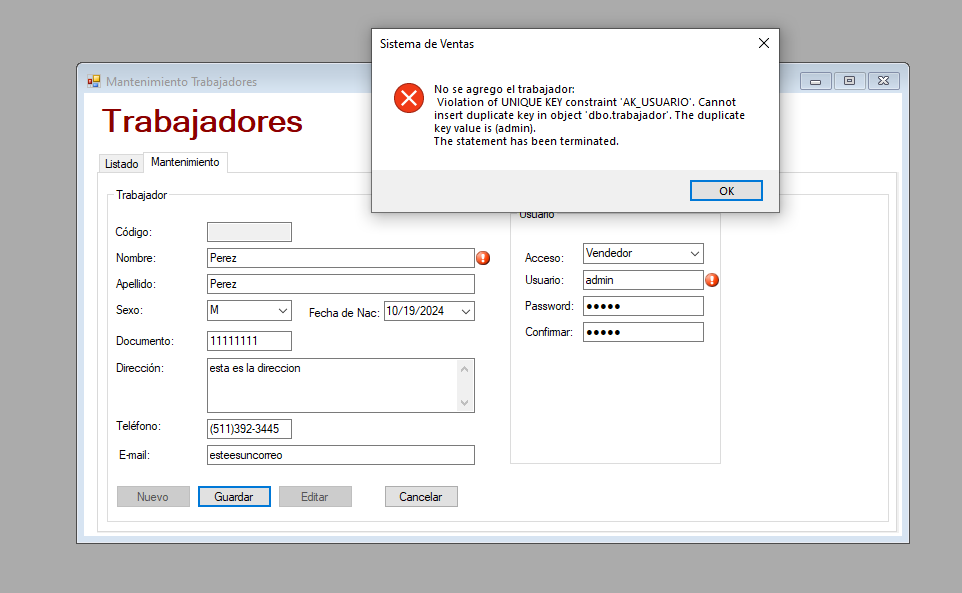 Sistema de Ventas
No se agrego el trabajador:
Violation of UNIQUE KEY constraint 'AK_USUARIO'. Cannot
insert duplicate key in object 'dbo.trabajador'. The duplicate
key value is (admin).
The statement has been terminated.
OK
Mantenimiento Trabajadores
Trabajadores
Listado Mantenimiento
Trabajador
Código:
Nombre: Perez
Apellido: Perez
Sexo: M Fecha de Nac: 10/19/2024
Documento: 11111111
Dirección: esta es la direccion
Teléfono: (511)392-3445
E-mail: esteesuncorreo
Usuario
Acceso: Vendedor
Usuario: admin
Password: ●●●●●
Confirmar: ●●●●●
Nuevo Guardar Editar Cancelar